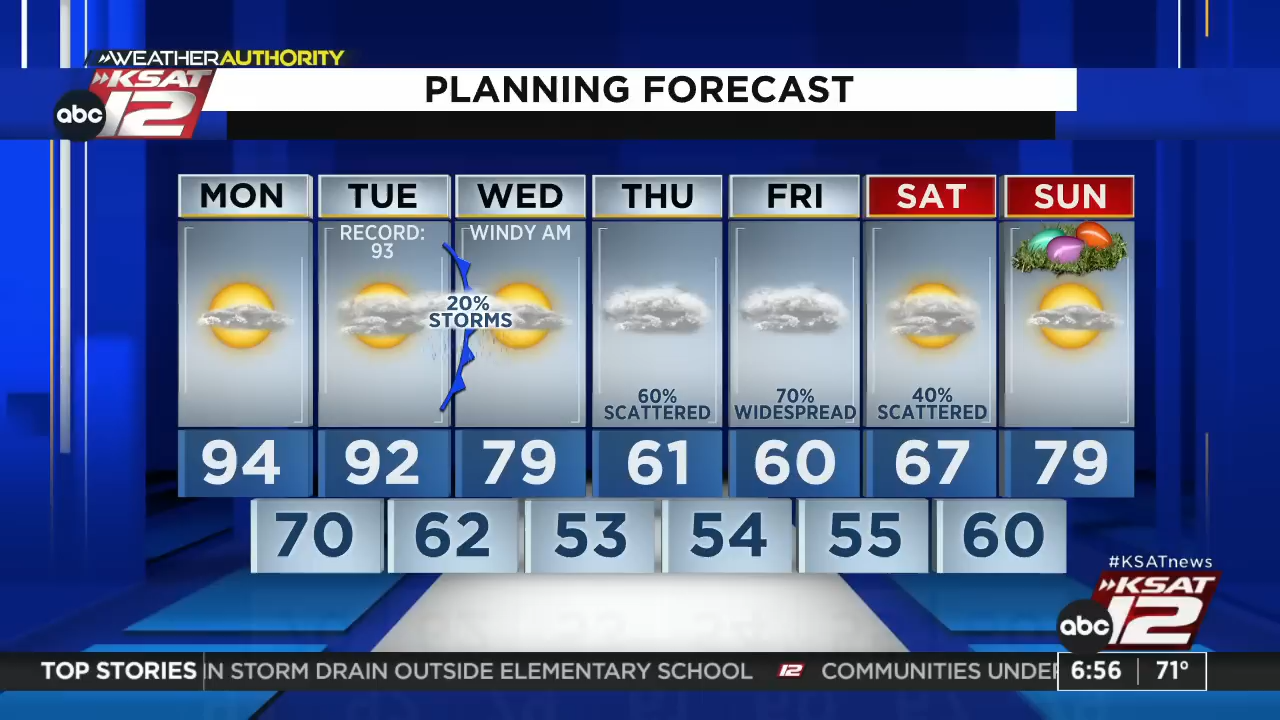 »WEATHERAUTHORITY
»KSAT
abc 12
PLANNING FORECAST
MON TUE WED THU FRI SAT SUN
RECORD:
93
WINDY AM
20%
STORMS
60%
SCATTERED
70%
WIDESPREAD
40%
SCATTERED
94 92 79 61 60 67 79
70 62 53 54 55 60
#KSATnews
»KSAT
abc 12
TOP STORIES IN STORM DRAIN OUTSIDE ELEMENTARY SCHOOL 12 COMMUNITIES UNDER 6:56 71°